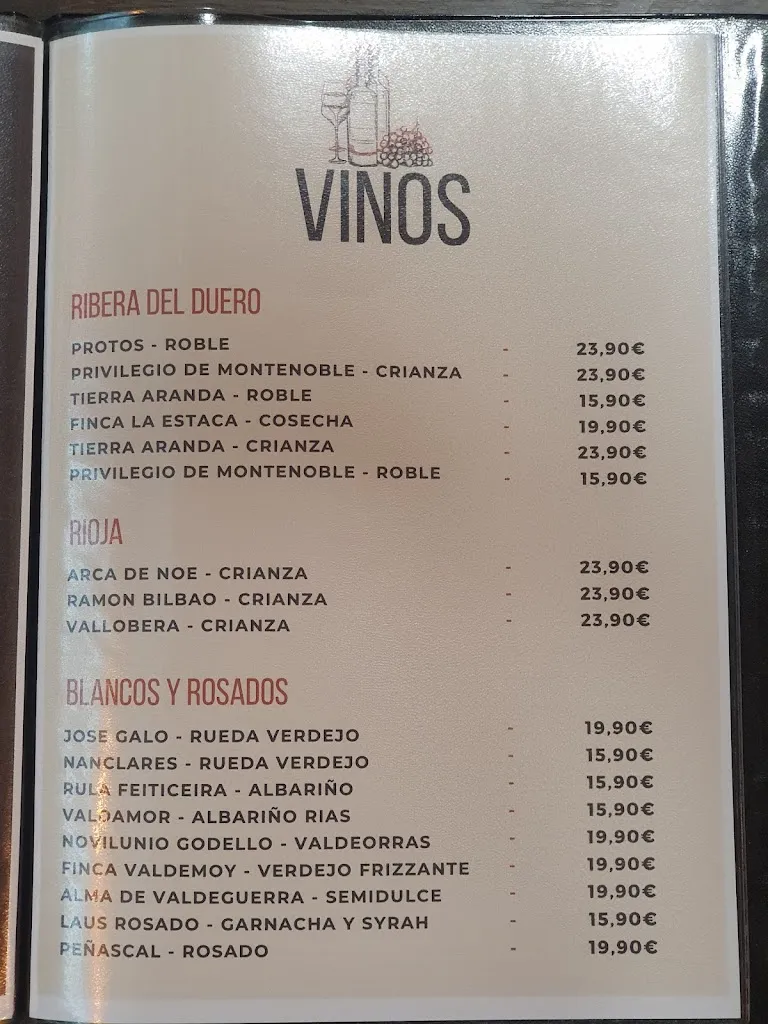 VINOS
RIBERA DEL DUERO
PROTOS - ROBLE - 23,90€
PRIVILEGIO DE MONTENOBLE - CRIANZA - 23,90€
TIERRA ARANDA - ROBLE - 15,90€
FINCA LA ESTACA - COSECHA - 19,90€
TIERRA ARANDA - CRIANZA - 23,90€
PRIVILEGIO DE MONTENOBLE - ROBLE - 15,90€
RIOJA
ARCA DE NOE - CRIANZA - 23,90€
RAMON BILBAO - CRIANZA - 23,90€
VALLOBERA - CRIANZA - 23,90€
BLANCOS Y ROSADOS
JOSE GALO - RUEDA VERDEJO - 19,90€
NANCLARES - RUEDA VERDEJO - 15,90€
RULA FEITICEIRA - ALBARIÑO - 15,90€
VALDAMOR - ALBARIÑO RIAS - 15,90€
NOVILUNIO GODELLO - VALDEORRAS - 19,90€
FINCA VALDEMOY - VERDEJO FRIZZANTE - 19,90€
ALMA DE VALDEGUERRA - SEMIDULCE - 19,90€
LAUS ROSADO - GARNACHA Y SYRAH - 15,90€
PEÑASCAL - ROSADO - 19,90€